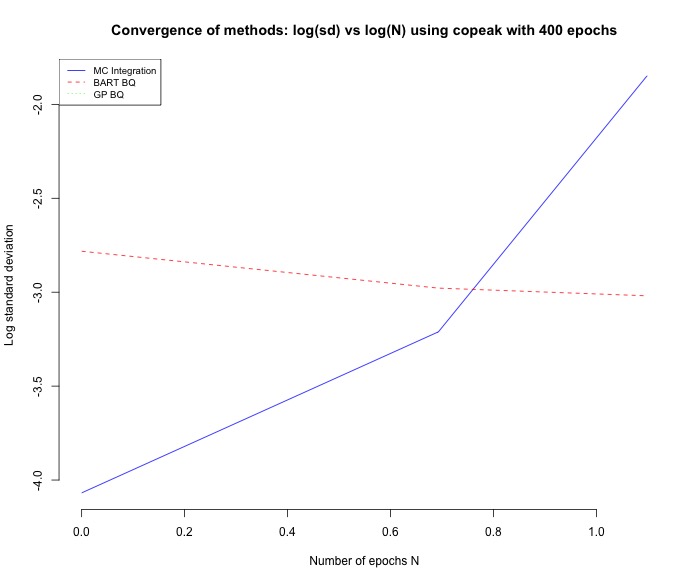 Convergence of methods: log(sd) vs log(N) using copeak with 400 epochs
MC Integration
BART BQ
GP BQ
Log standard deviation
-2.0
-2.5
-3.0
-3.5
-4.0
0.0 0.2 0.4 0.6 0.8 1.0
Number of epochs N